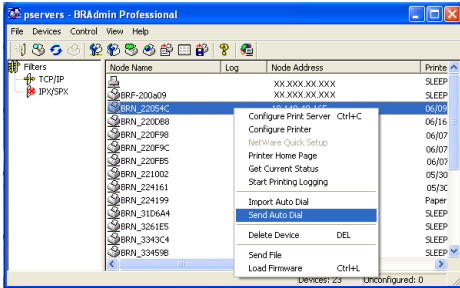 pservers - BRAdmin Professional
File Devices Control View Help
Filters
TCP/IP
IPX/SPX
Node Name Log Node Address Printe
XX.XXX.XX.XXX SLEEP
BRF-200a09 XX.XXX.XX.XXX SLEEP
BRN_22054C 06/09
BRN_220DB8 06/16
BRN_220F98 06/07
BRN_220F9C 06/07
BRN_220FB5 06/07
BRN_221002 05/30
BRN_224161 05/30
BRN_224199 Paper
BRN_31D6A4 SLEEP
BRN_3261E5 SLEEP
BRN_3343C4 SLEEP
BRN_33459B SLEEP
Configure Print Server Ctrl+C
Configure Printer
NetWare Quick Setup
Printer Home Page
Get Current Status
Start Printing Logging
Import Auto Dial
Send Auto Dial
Delete Device DEL
Send File
Load Firmware Ctrl+L
Devices: 23 Unconfigured: 0